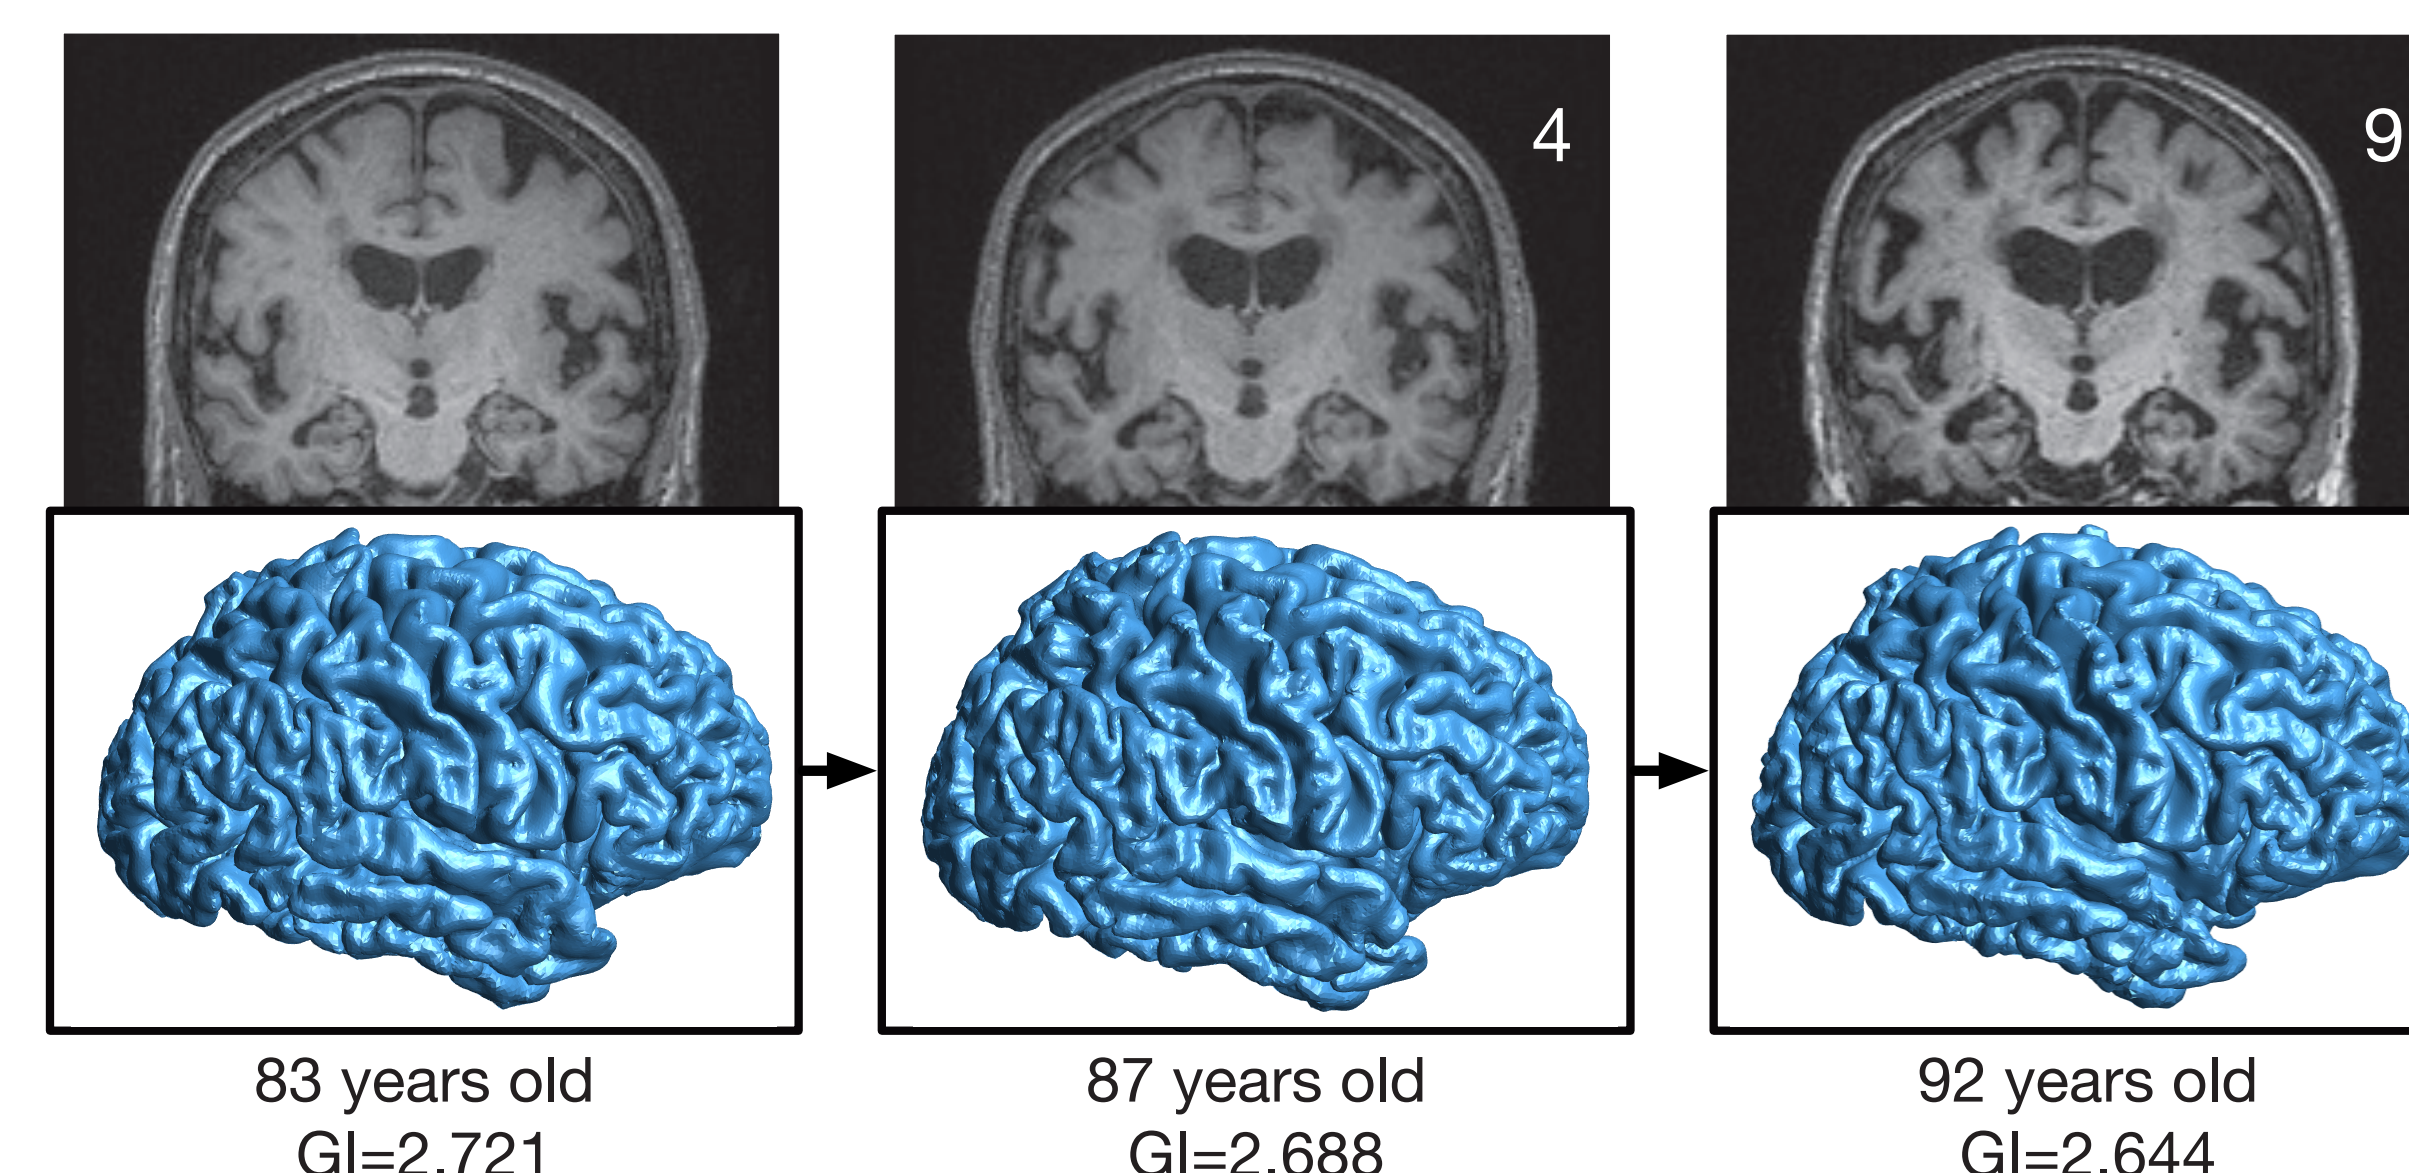 4
9
83 years old
87 years old
92 years old
GI=2.721
GI=2.688
GI=2.644